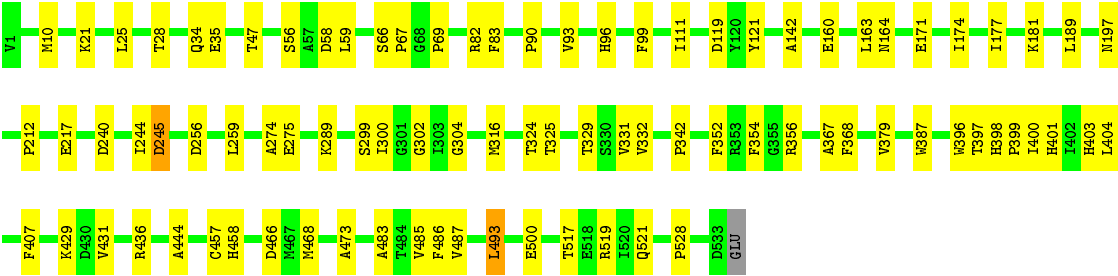 V1 M10 K21 L25 T28 Q34 E35 T47 S56 A57 D58 L59 S66 P67 G68 P69 R82 F83 P90 V93 H96 F99 I111 D119 Y120 Y121 A142 E160 L163 N164 E171 I174 I177 K181 L189 N197
P212 E217 D240 I244 D245 D256 L259 A274 E275 K289 S299 I300 G301 G302 I303 G304 M316 T324 T325 T329 S330 V331 V332 P342 F352 R353 F354 G355 R356 A367 F368 V379 W387 W396 T397 H398 P399 I400 H401 I402 H403 L404
F407 K429 D430 V431 R436 A444 C457 H458 D466 M467 M468 A473 A483 T484 V485 F486 V487 L493 E500 T517 E518 R519 I520 Q521 P528 D533 GLU